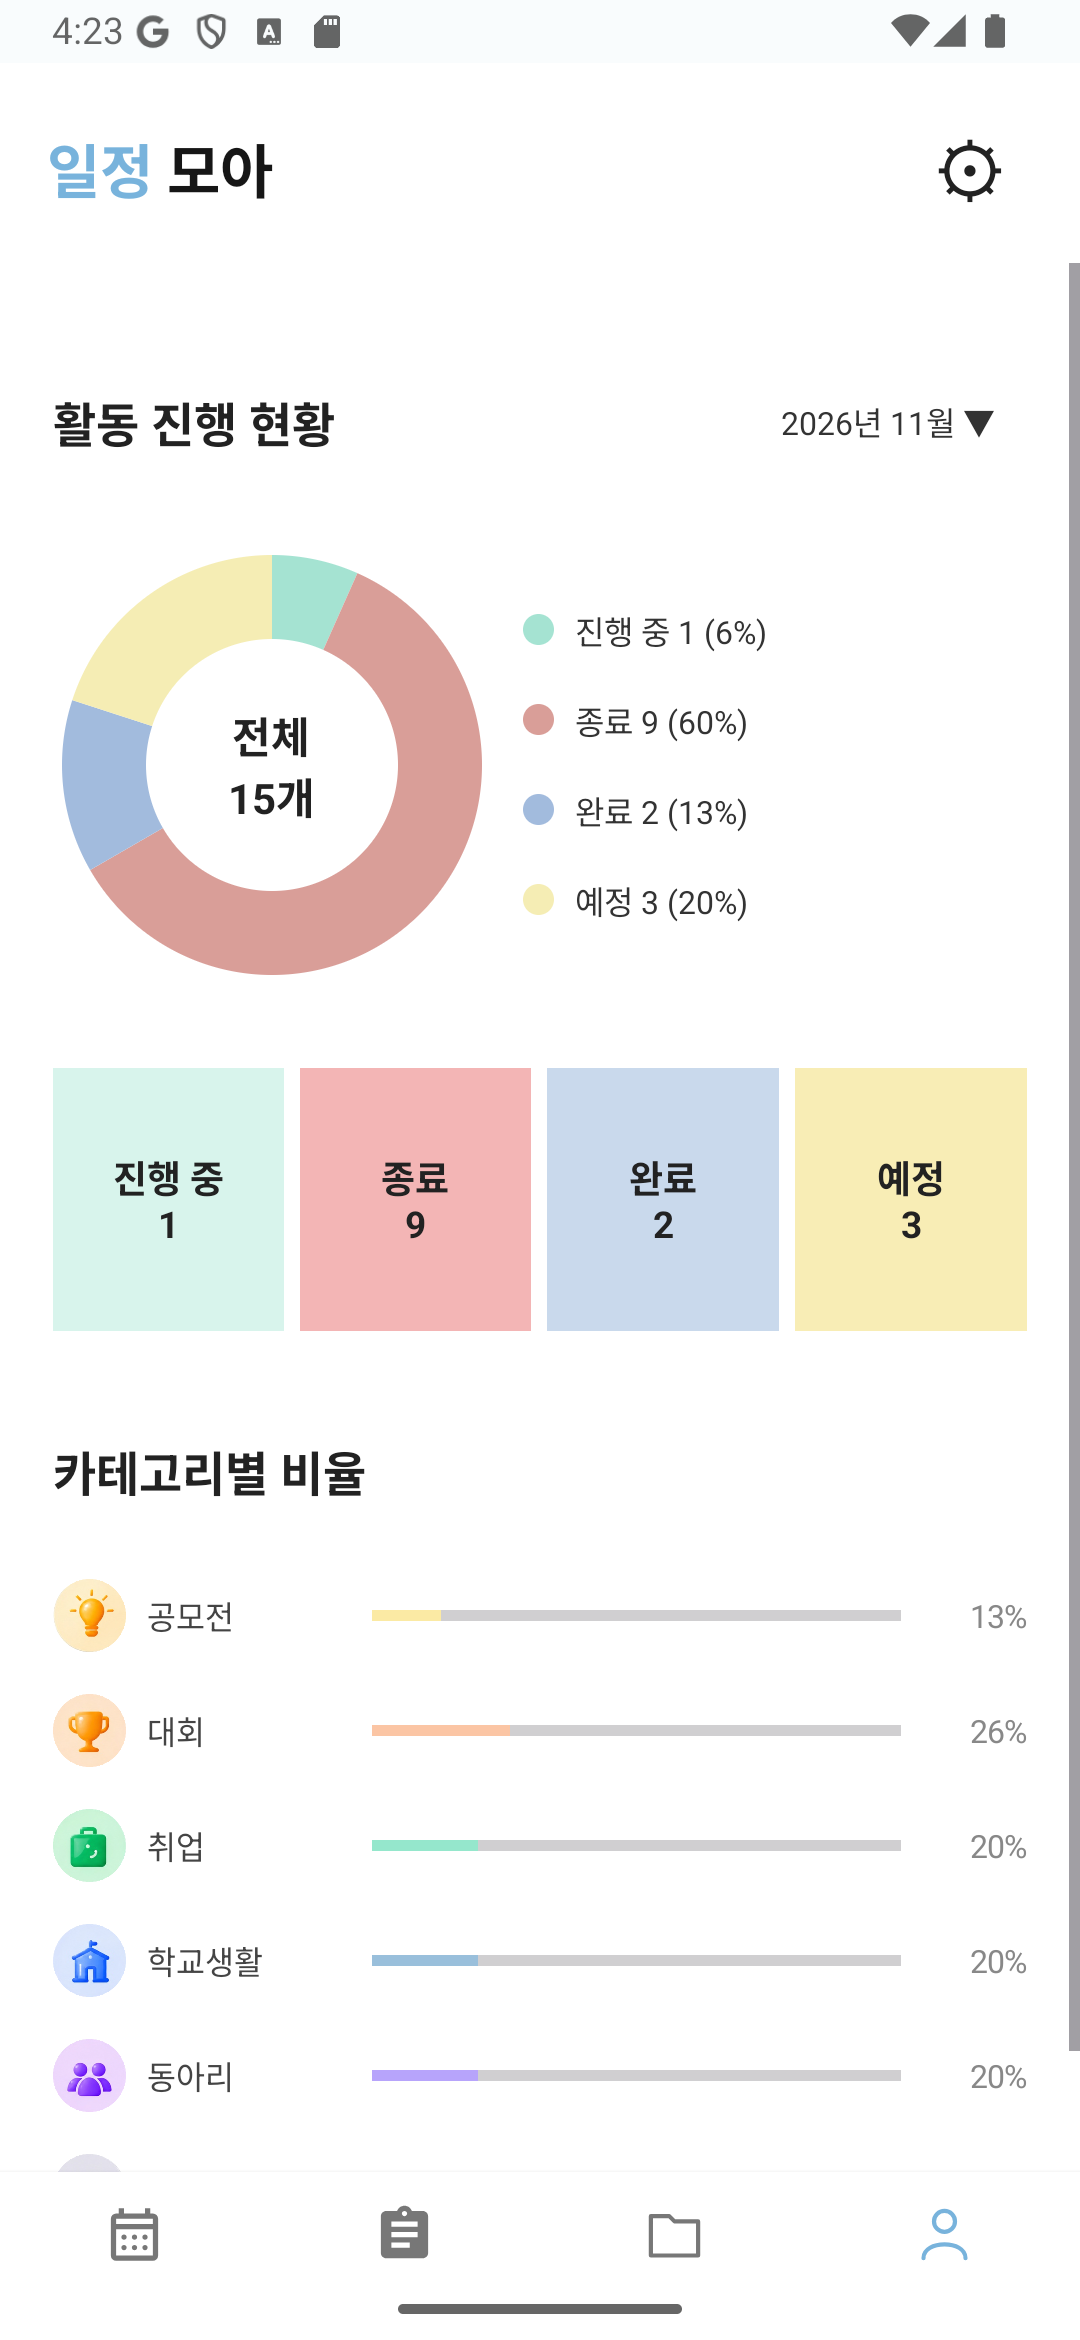 4:23
일정 모아
활동 진행 현황
2026년 11월 ▼
전체
15개
진행 중 1 (6%)
종료 9 (60%)
완료 2 (13%)
예정 3 (20%)
진행 중
1
종료
9
완료
2
예정
3
카테고리별 비율
공모전 13%
대회 26%
취업 20%
학교생활 20%
동아리 20%